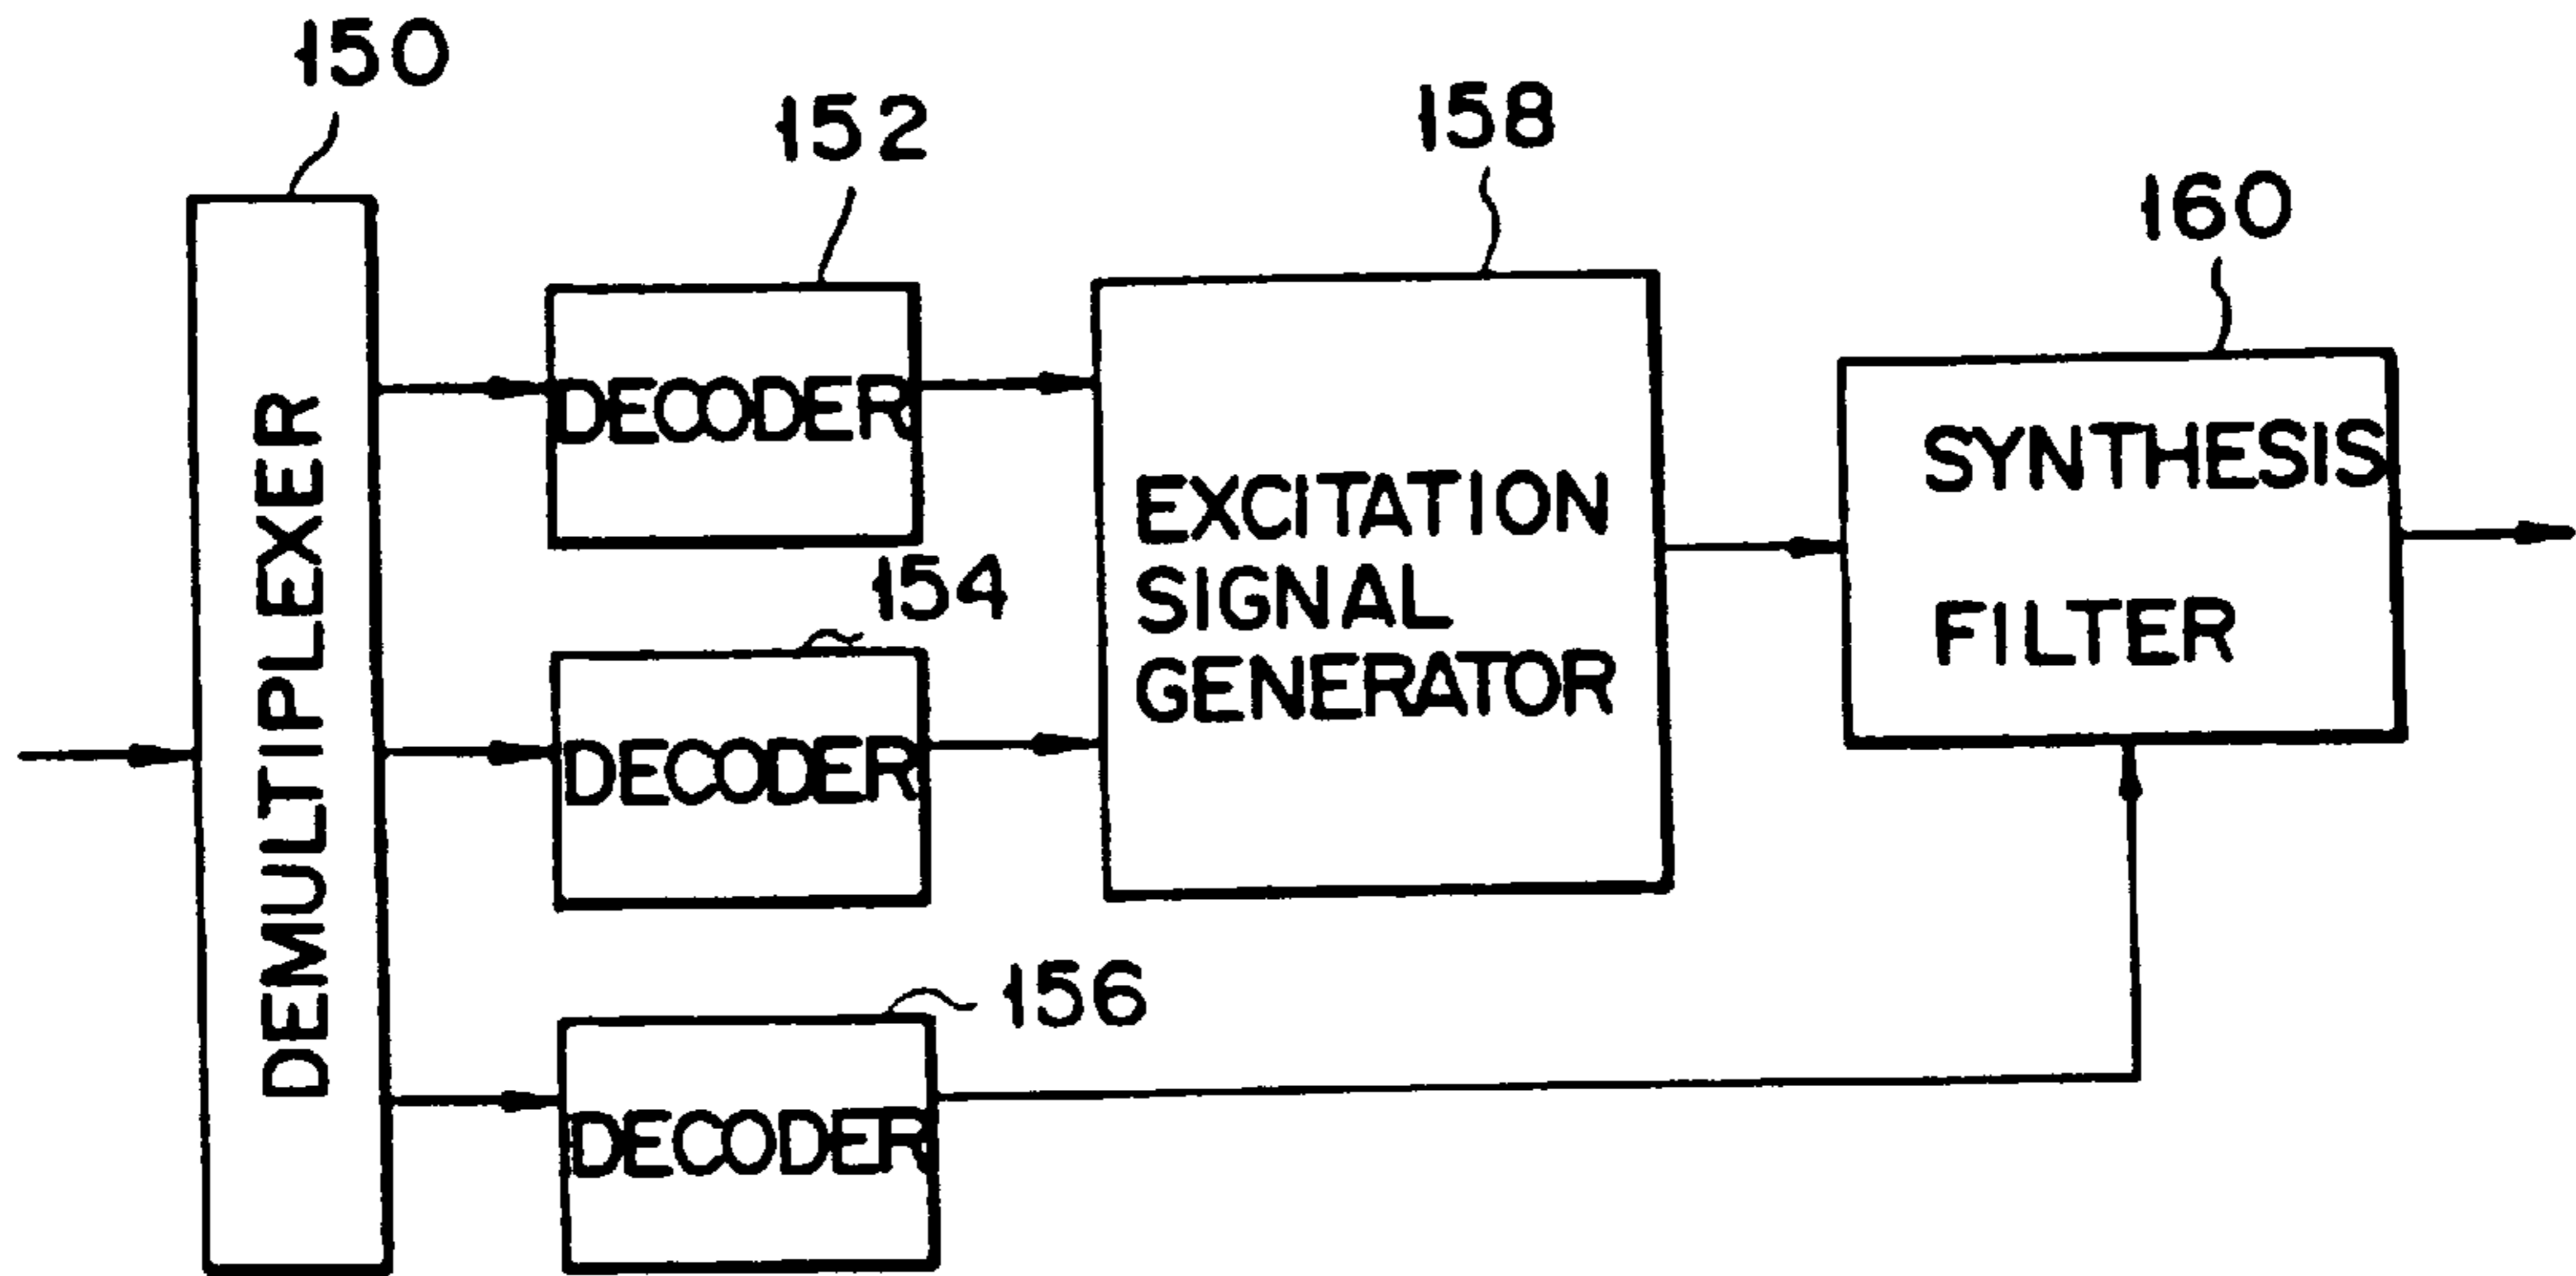 150
152
158
160
DEMULTIPLEXER
DECODER
EXCITATION
SIGNAL
GENERATOR
SYNTHESIS
FILTER
154
DECODER
156
DECODER